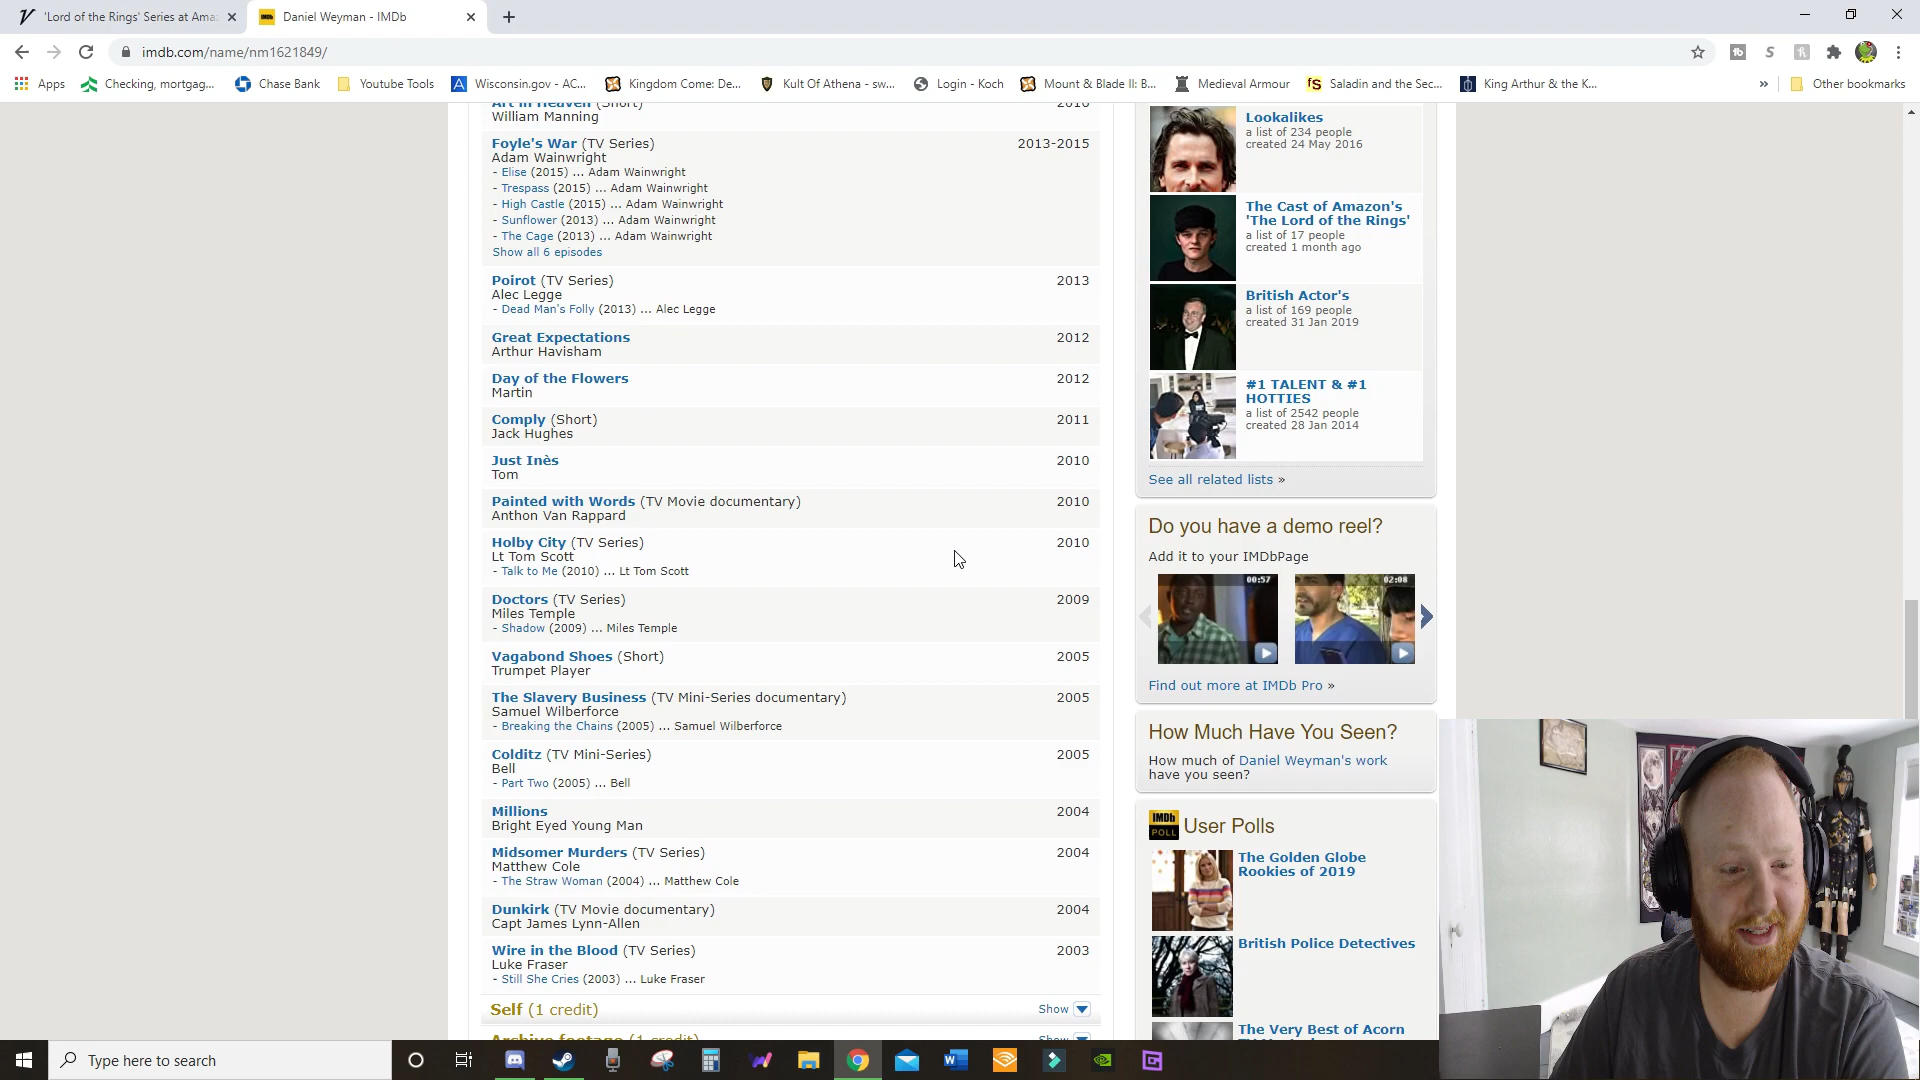 'Lord of the Rings' Series at Ama
Daniel Weyman - IMDb
imdb.com/name/nm1621849/
Apps
Checking, mortgag...
Chase Bank
Youtube Tools
Wisconsin.gov - AC...
Kingdom Come: De...
Kult Of Athena - sw...
Login - Koch
Mount & Blade II: B...
Medieval Armour
Saladin and the Sec...
King Arthur & the K...
»
Other bookmarks
Art in Heaven (Short) 2016
William Manning
Foyle's War (TV Series) 2013-2015
Adam Wainwright
- Elise (2015) ... Adam Wainwright
- Trespass (2015) ... Adam Wainwright
- High Castle (2015) ... Adam Wainwright
- Sunflower (2013) ... Adam Wainwright
- The Cage (2013) ... Adam Wainwright
Show all 6 episodes
Poirot (TV Series) 2013
Alec Legge
- Dead Man's Folly (2013) ... Alec Legge
Great Expectations 2012
Arthur Havisham
Day of the Flowers 2012
Martin
Comply (Short) 2011
Jack Hughes
Just Inès 2010
Tom
Painted with Words (TV Movie documentary) 2010
Anthon Van Rappard
Holby City (TV Series) 2010
Lt Tom Scott
- Talk to Me (2010) ... Lt Tom Scott
Doctors (TV Series) 2009
Miles Temple
- Shadow (2009) ... Miles Temple
Vagabond Shoes (Short) 2005
Trumpet Player
The Slavery Business (TV Mini-Series documentary) 2005
Samuel Wilberforce
- Breaking the Chains (2005) ... Samuel Wilberforce
Colditz (TV Mini-Series) 2005
Bell
- Part Two (2005) ... Bell
Millions 2004
Bright Eyed Young Man
Midsomer Murders (TV Series) 2004
Matthew Cole
- The Straw Woman (2004) ... Matthew Cole
Dunkirk (TV Movie documentary) 2004
Capt James Lynn-Allen
Wire in the Blood (TV Series) 2003
Luke Fraser
- Still She Cries (2003) ... Luke Fraser
Self (1 credit) Show
Archive footage (1 credit) Show
Lookalikes
a list of 234 people
created 24 May 2016
The Cast of Amazon's
'The Lord of the Rings'
a list of 17 people
created 1 month ago
British Actor's
a list of 169 people
created 31 Jan 2019
#1 TALENT & #1
HOTTIES
a list of 2542 people
created 28 Jan 2014
See all related lists »
Do you have a demo reel?
Add it to your IMDbPage
00:57
02:08
Find out more at IMDb Pro »
How Much Have You Seen?
How much of Daniel Weyman's work
have you seen?
IMDb
POLL
User Polls
The Golden Globe
Rookies of 2019
British Police Detectives
The Very Best of Acorn
Type here to search